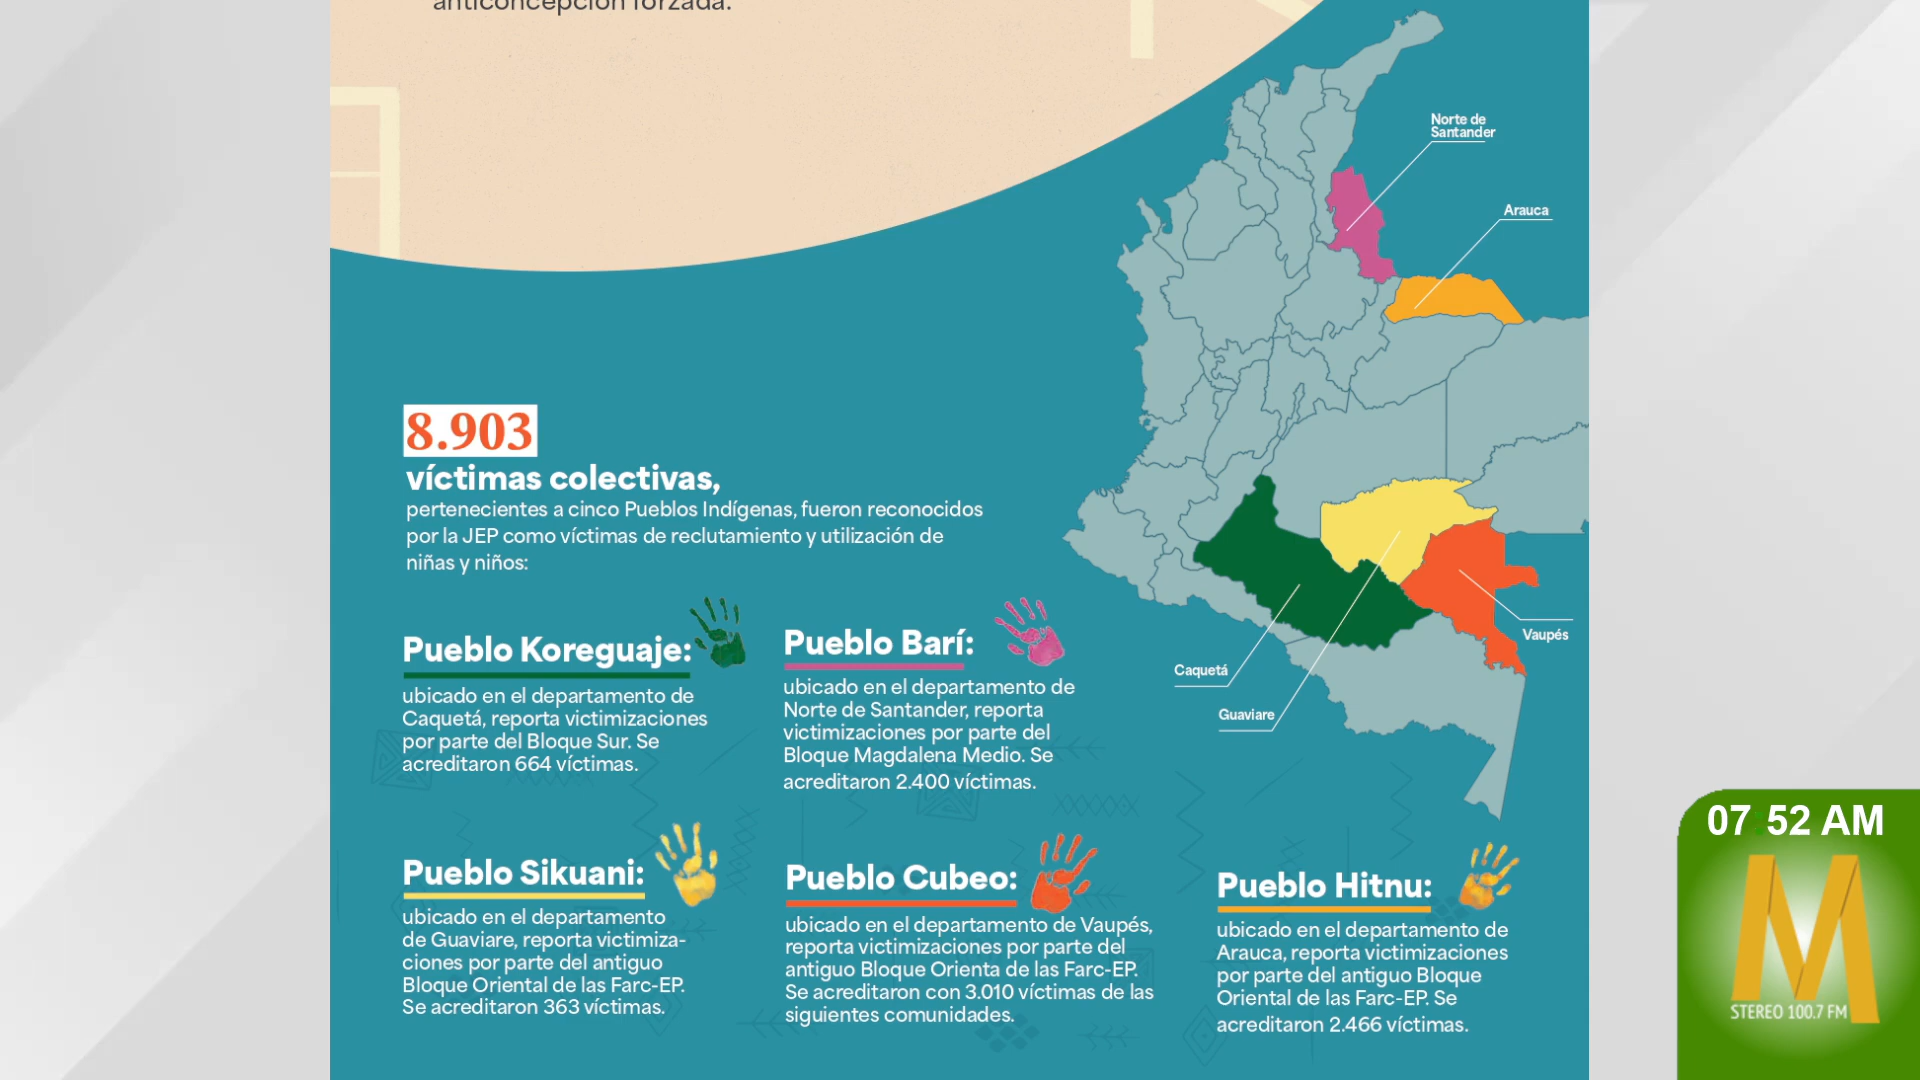 anticoncepción forzada.
Norte de
Santander
Arauca
8.903
víctimas colectivas,
pertenecientes a cinco Pueblos Indígenas, fueron reconocidos
por la JEP como víctimas de reclutamiento y utilización de
niñas y niños:
Vaupés
Caquetá
Guaviare
Pueblo Koreguaje:
ubicado en el departamento de
Caquetá, reporta victimizaciones
por parte del Bloque Sur. Se
acreditaron 664 víctimas.
Pueblo Barí:
ubicado en el departamento de
Norte de Santander, reporta
victimizaciones por parte del
Bloque Magdalena Medio. Se
acreditaron 2.400 víctimas.
Pueblo Sikuani:
ubicado en el departamento
de Guaviare, reporta victimiza-
ciones por parte del antiguo
Bloque Oriental de las Farc-EP.
Se acreditaron 363 víctimas.
Pueblo Cubeo:
ubicado en el departamento de Vaupés,
reporta victimizaciones por parte del
antiguo Bloque Orienta de las Farc-EP.
Se acreditaron con 3.010 víctimas de las
siguientes comunidades.
Pueblo Hitnu:
ubicado en el departamento de
Arauca, reporta victimizaciones
por parte del antiguo Bloque
Oriental de las Farc-EP. Se
acreditaron 2.466 víctimas.
07:52 AM
M
STEREO 100.7 FM